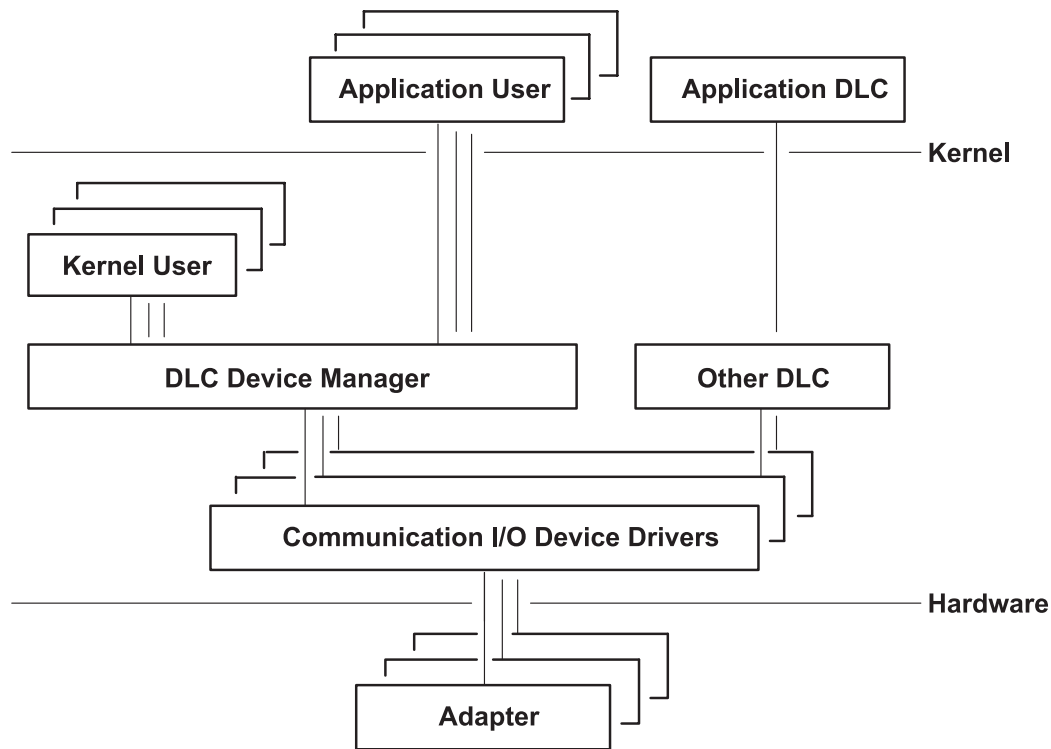 Application User
Application DLC
Kernel
Kernel User
DLC Device Manager
Other DLC
Communication I/O Device Drivers
Hardware
Adapter